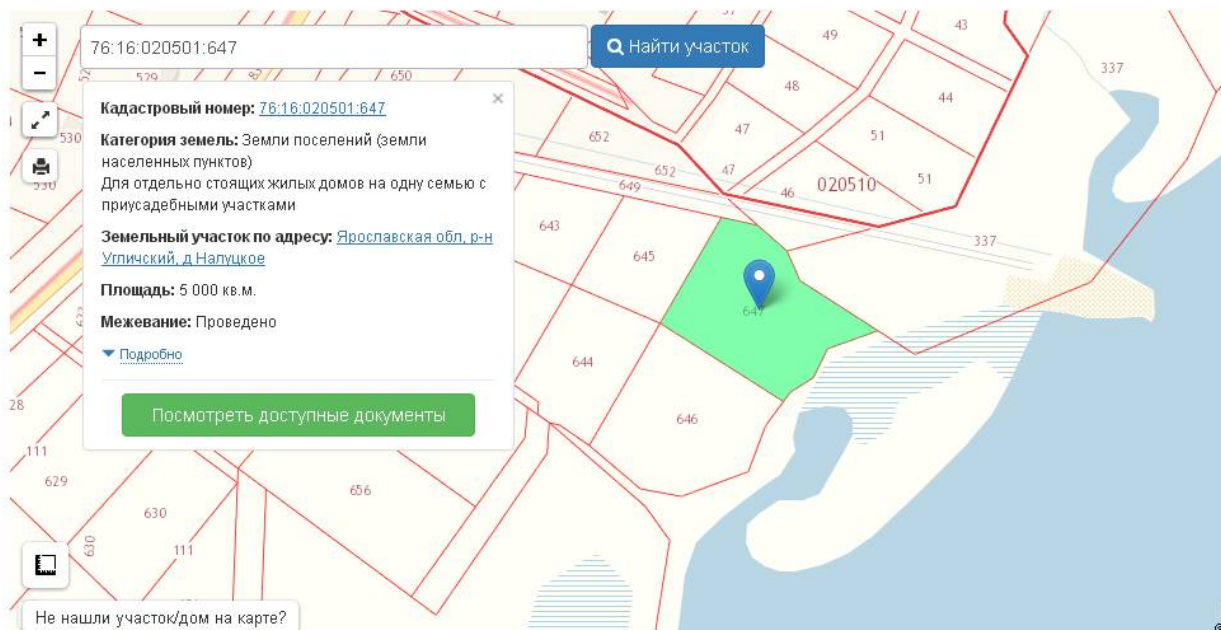 +
76:16:020501:647
Найти участок
−
×
Кадастровый номер: 76:16:020501:647
Категория земель: Земли поселений (земли
населенных пунктов)
Для отдельно стоящих жилых домов на одну семью с
приусадебными участками
Земельный участок по адресу: Ярославская обл, р-н
Угличский, д Налуцкое
Площадь: 5 000 кв.м.
Межевание: Проведено
Подробно
Посмотреть доступные документы
529
650
49
43
337
48
44
530
652
47
51
652
47
530
649
46
020510
51
643
337
645
647
644
28
646
111
629
656
630
630
111
Не нашли участок/дом на карте?